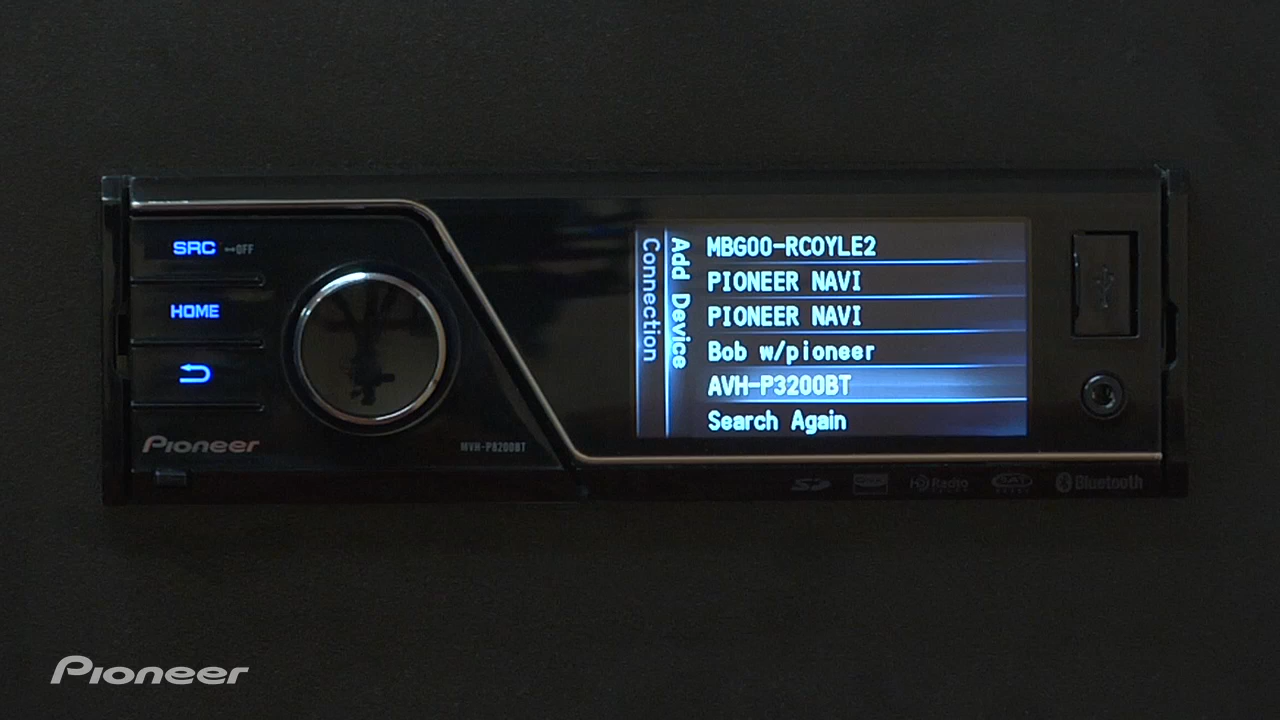 SRC OFF
HOME
Pioneer
MVH-P8200BT
Connection
Add Device
MBG00-RCOYLE2
PIONEER NAVI
PIONEER NAVI
Bob w/pioneer
AVH-P3200BT
Search Again
SD
HD Radio
SAT
Bluetooth
Pioneer